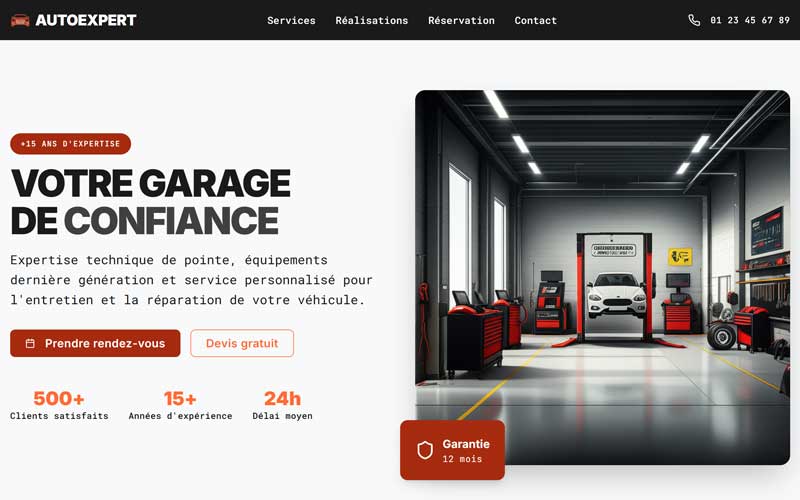 AUTOEXPERT
Services
Réalisations
Réservation
Contact
01 23 45 67 89
+15 ANS D'EXPERTISE
VOTRE GARAGE
DE CONFIANCE
Expertise technique de pointe, équipements
dernière génération et service personnalisé pour
l'entretien et la réparation de votre véhicule.
Prendre rendez-vous
Devis gratuit
500+
Clients satisfaits
15+
Années d'expérience
24h
Délai moyen
Garantie
12 mois